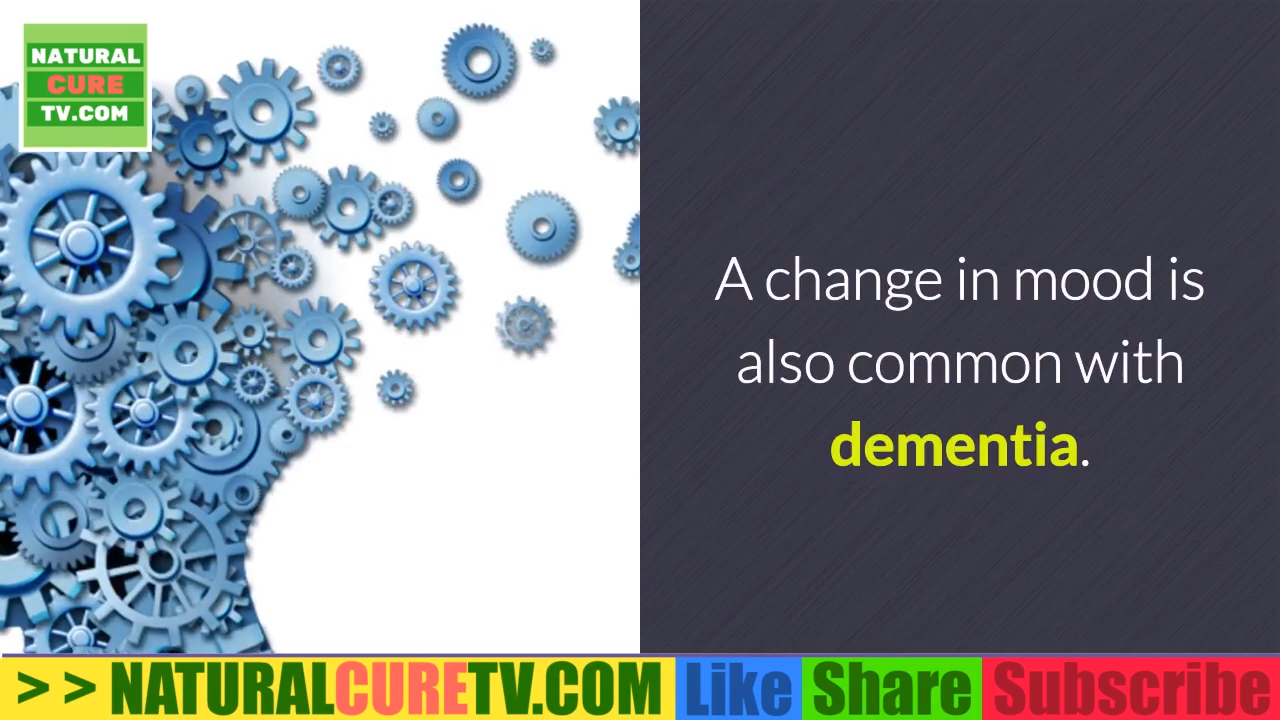 NATURAL
CURE
TV.COM
A change in mood is
also common with
dementia.
> > NATURALCURETV.COM Like Share Subscribe